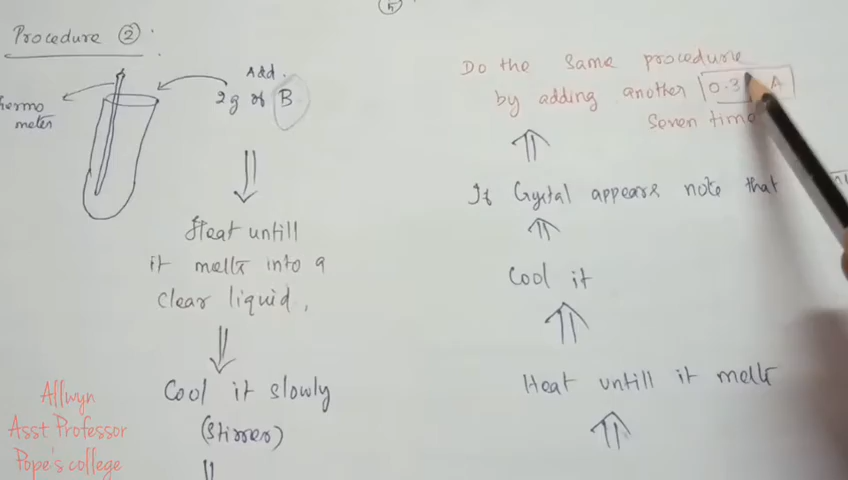 5
Procedure 2
Thermo
meter
Add
2g of B
Heat untill
it melts into a
clear liquid,
Cool it slowly
(stirrer)
Do the same procedure
by adding another 0.3 A
Seven time
If Crystal appears note that
Cool it
Heat untill it melts
Allwyn
Asst Professor
Pope's college